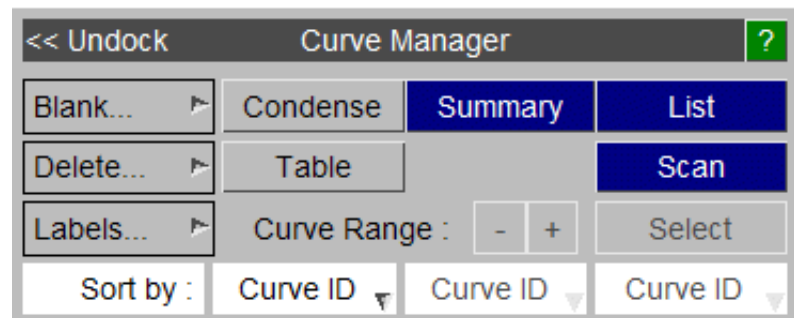 << Undock Curve Manager ?
Blank... Condense Summary List
Delete... Table Scan
Labels... Curve Range : - + Select
Sort by : Curve ID Curve ID Curve ID